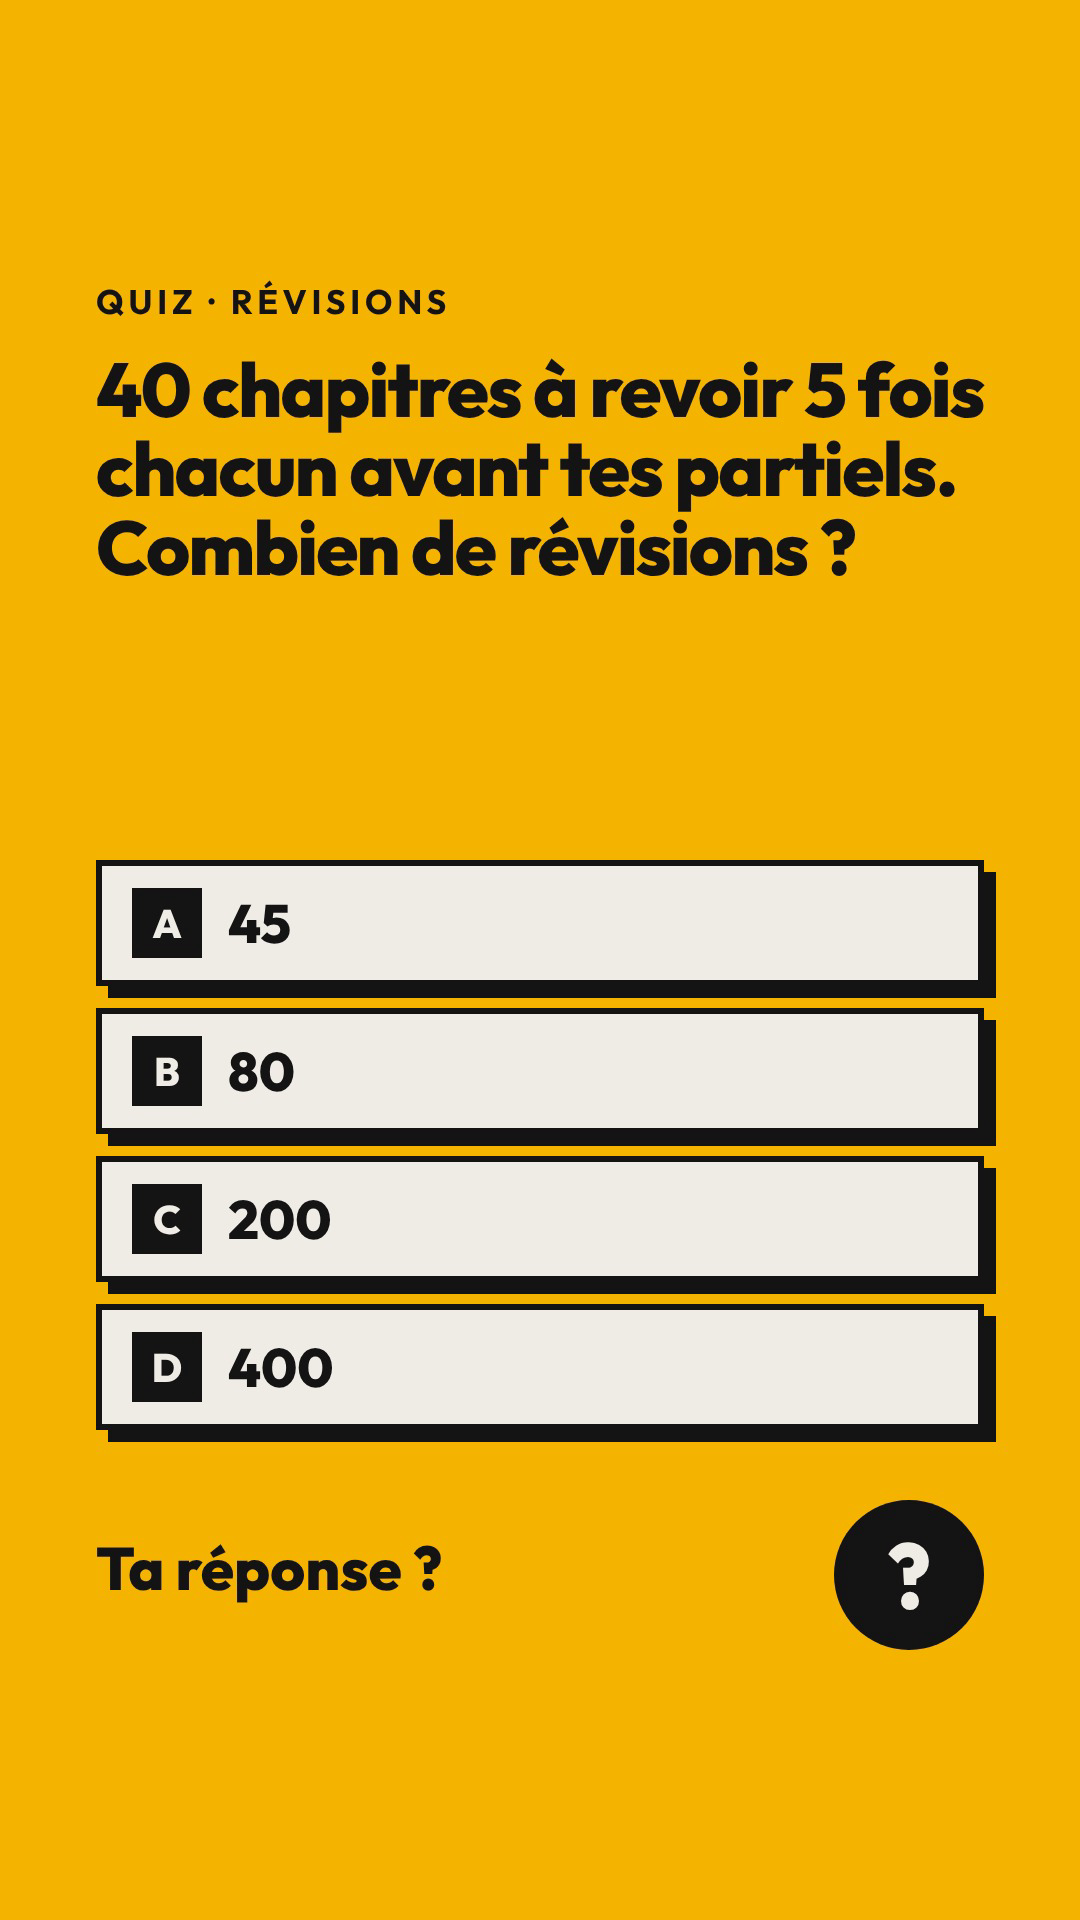 QUIZ · RÉVISIONS
40 chapitres à revoir 5 fois
chacun avant tes partiels.
Combien de révisions ?
A 45
B 80
C 200
D 400
Ta réponse ?
?